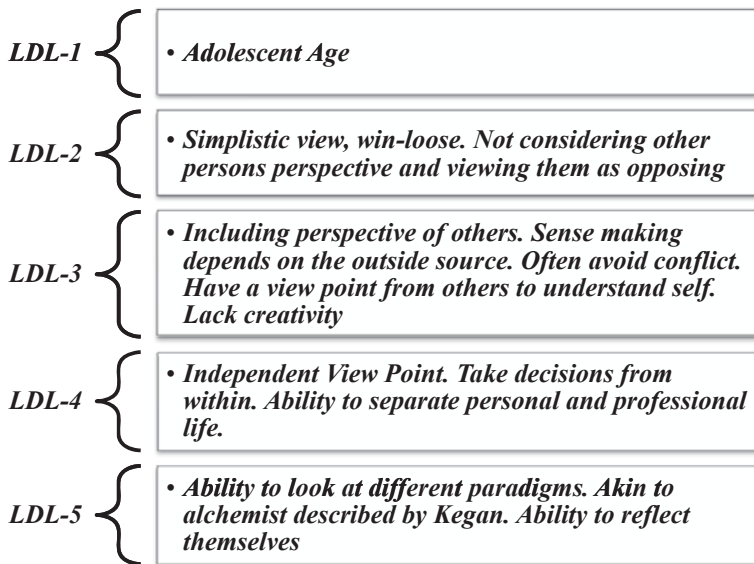 LDL-1
• Adolescent Age
LDL-2
• Simplistic view, win-loose. Not considering other
persons perspective and viewing them as opposing
LDL-3
• Including perspective of others. Sense making
depends on the outside source. Often avoid conflict.
Have a view point from others to understand self.
Lack creativity
LDL-4
• Independent View Point. Take decisions from
within. Ability to separate personal and professional
life.
LDL-5
• Ability to look at different paradigms. Akin to
alchemist described by Kegan. Ability to reflect
themselves